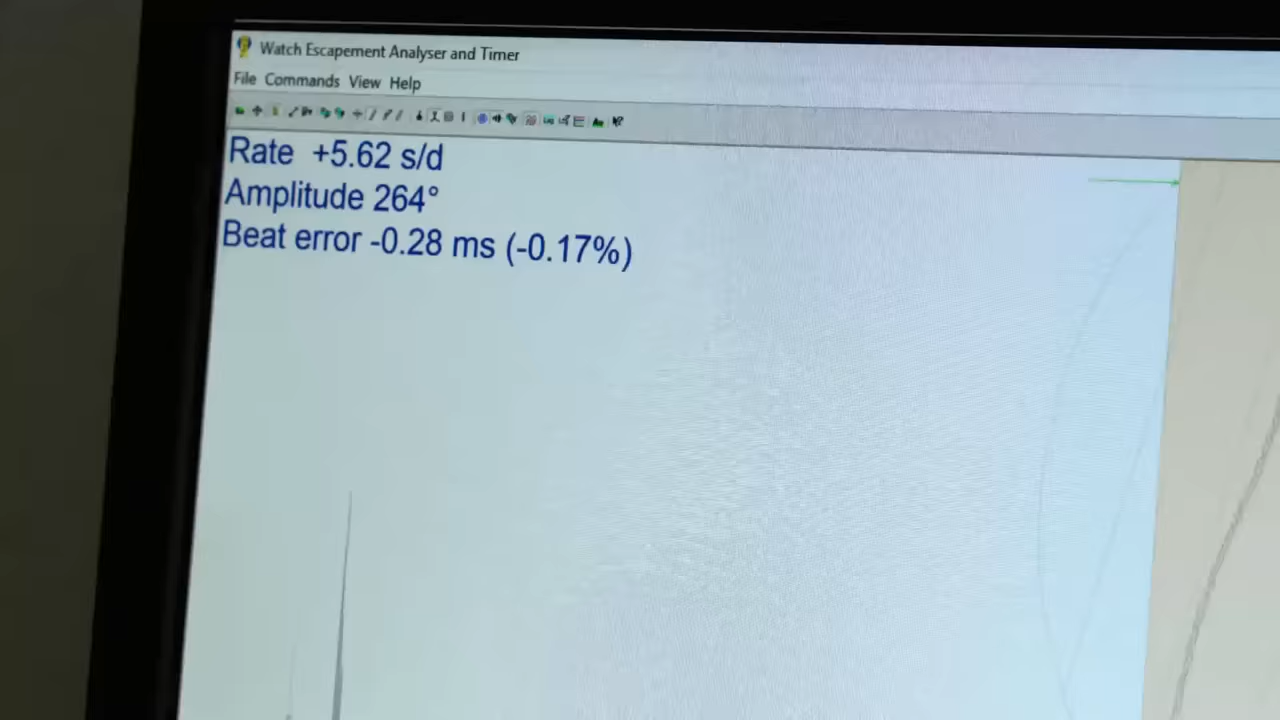 Watch Escapement Analyser and Timer
File Commands View Help
Rate +5.62 s/d
Amplitude 264°
Beat error -0.28 ms (-0.17%)